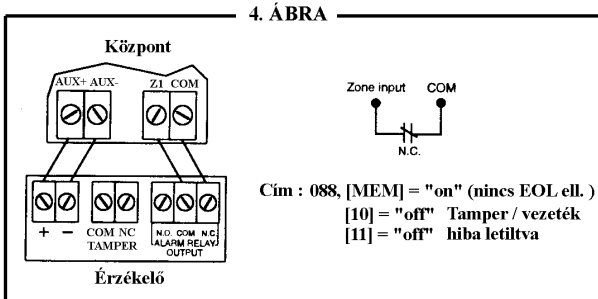 4. ÁBRA
Központ
AUX+ AUX- Z1 COM
+ − COM NC N.O. COM N.C.
TAMPER ALARM RELAY
OUTPUT
Érzékelő
Zone input COM
N.C.
Cím : 088, [MEM] = "on" (nincs EOL ell. )
[10] = "off" Tamper / vezeték
[11] = "off" hiba letiltva